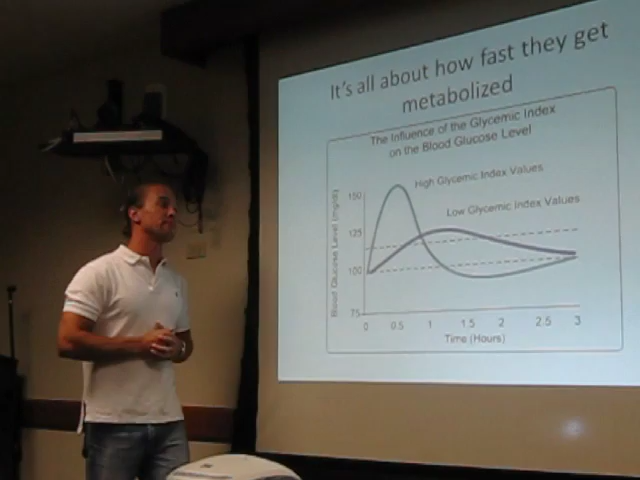 It's all about how fast they get
metabolized
The Influence of the Glycemic Index
on the Blood Glucose Level
High Glycemic Index Values
Low Glycemic Index Values
Blood Glucose Level (mg/dl)
150
125
100
75
0 0.5 1 1.5 2 2.5 3
Time (Hours)